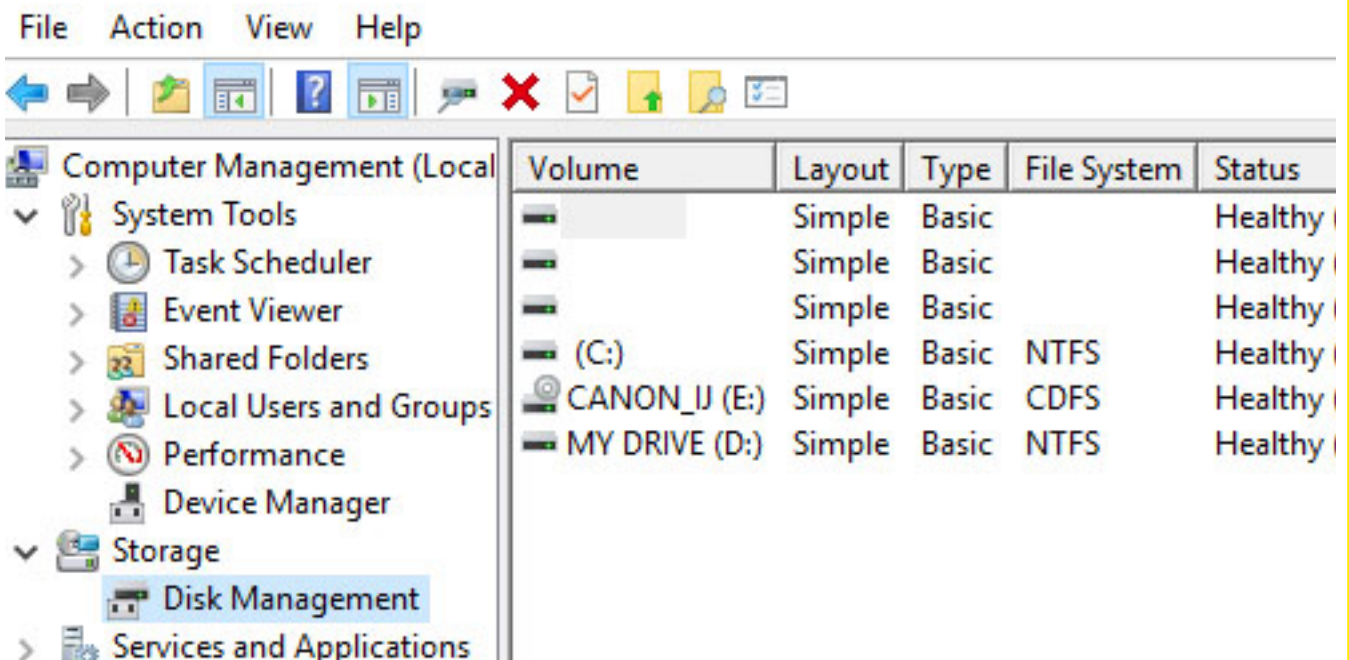 File Action View Help
Computer Management (Local
System Tools
Task Scheduler
Event Viewer
Shared Folders
Local Users and Groups
Performance
Device Manager
Storage
Disk Management
Services and Applications
Volume Layout Type File System Status
Simple Basic Healthy (
Simple Basic Healthy (
Simple Basic Healthy (
(C:) Simple Basic NTFS Healthy (
CANON_IJ (E:) Simple Basic CDFS Healthy (
MY DRIVE (D:) Simple Basic NTFS Healthy (